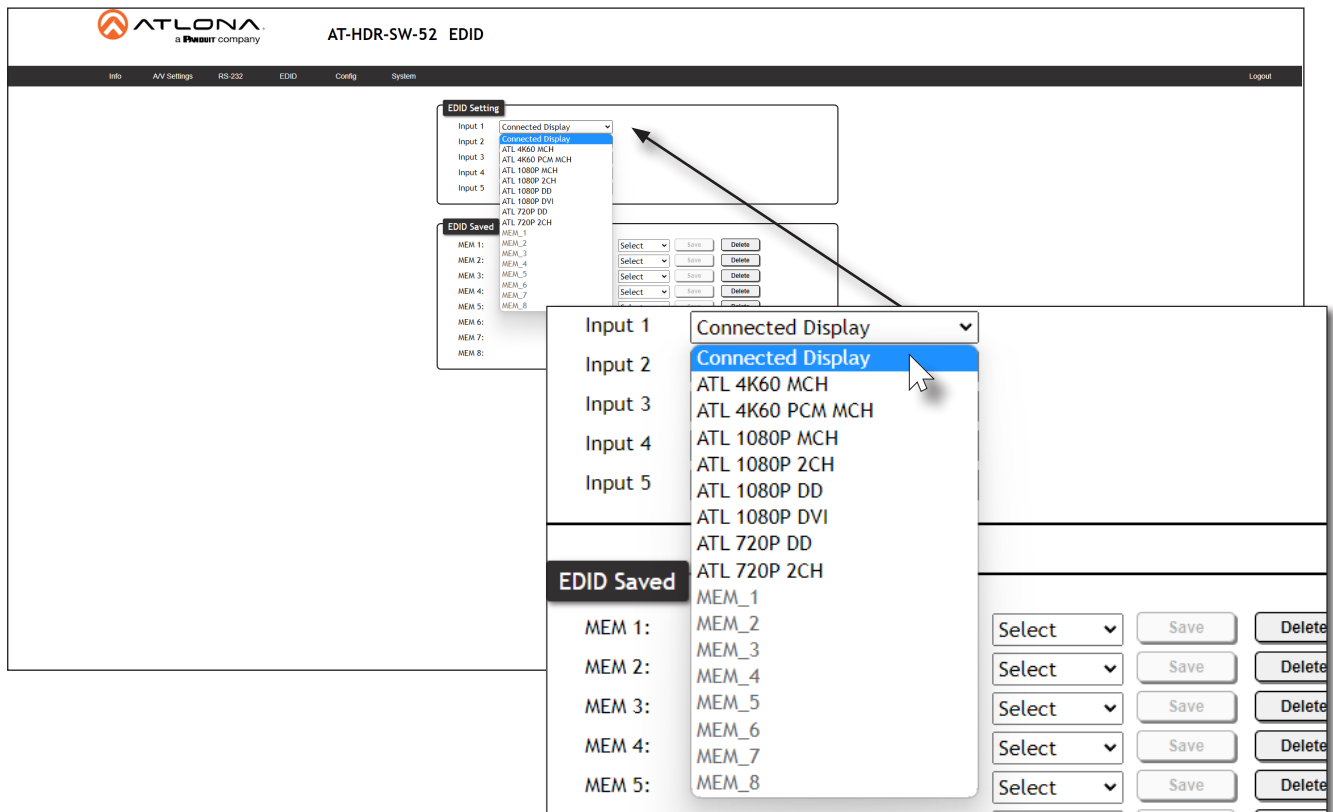 ATLONA.
a PANDUIT company
AT-HDR-SW-52 EDID
Info A/V Settings RS-232 EDID Config System Logout
EDID Setting
Input 1 Connected Display
Input 2 Connected Display
Input 3 ATL 4K60 MCH
Input 4 ATL 4K60 PCM MCH
Input 5 ATL 1080P MCH
ATL 1080P 2CH
ATL 1080P DD
ATL 1080P DVI
ATL 720P DD
ATL 720P 2CH
MEM_1
MEM_2
MEM_3
MEM_4
MEM_5
MEM_6
MEM_7
MEM_8
EDID Saved
MEM 1: Select Save Delete
MEM 2: Select Save Delete
MEM 3: Select Save Delete
MEM 4: Select Save Delete
MEM 5:
MEM 6:
MEM 7:
MEM 8:
Input 1 Connected Display
Input 2 Connected Display
ATL 4K60 MCH
Input 3 ATL 4K60 PCM MCH
Input 4 ATL 1080P MCH
ATL 1080P 2CH
Input 5 ATL 1080P DD
ATL 1080P DVI
ATL 720P DD
EDID Saved ATL 720P 2CH
MEM_1
MEM 1: MEM_2 Select Save Delete
MEM_3
MEM 2: MEM_4 Select Save Delete
MEM 3: MEM_5 Select Save Delete
MEM_6
MEM 4: MEM_7 Select Save Delete
MEM 5: MEM_8 Select Save Delete